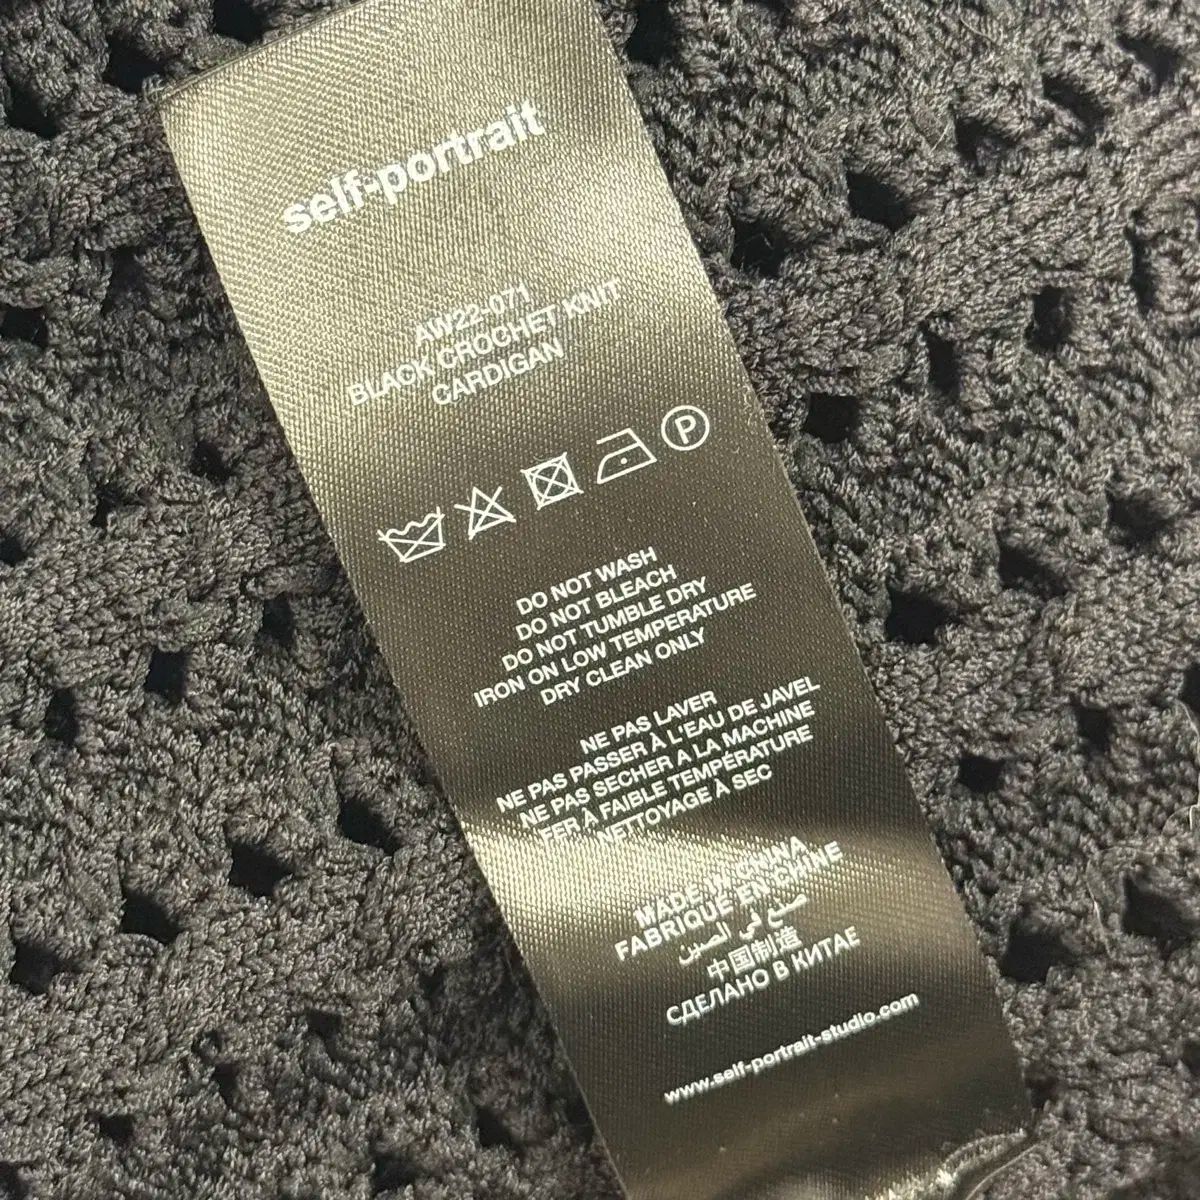 self-portrait
AW22-071
BLACK CROCHET KNIT
CARDIGAN
P
DO NOT WASH
DO NOT BLEACH
DO NOT TUMBLE DRY
IRON ON LOW TEMPERATURE
DRY CLEAN ONLY
NE PAS LAVER
NE PAS PASSER À L'EAU DE JAVEL
NE PAS SECHER A LA MACHINE
FER À FAIBLE TEMPÉRATURE
NETTOYAGE À SEC
MADE IN CHINA
FABRIQUE EN CHINE
صنع في الصين
中国制造
СДЕЛАНО В КИТАЕ
www.self-portrait-studio.com